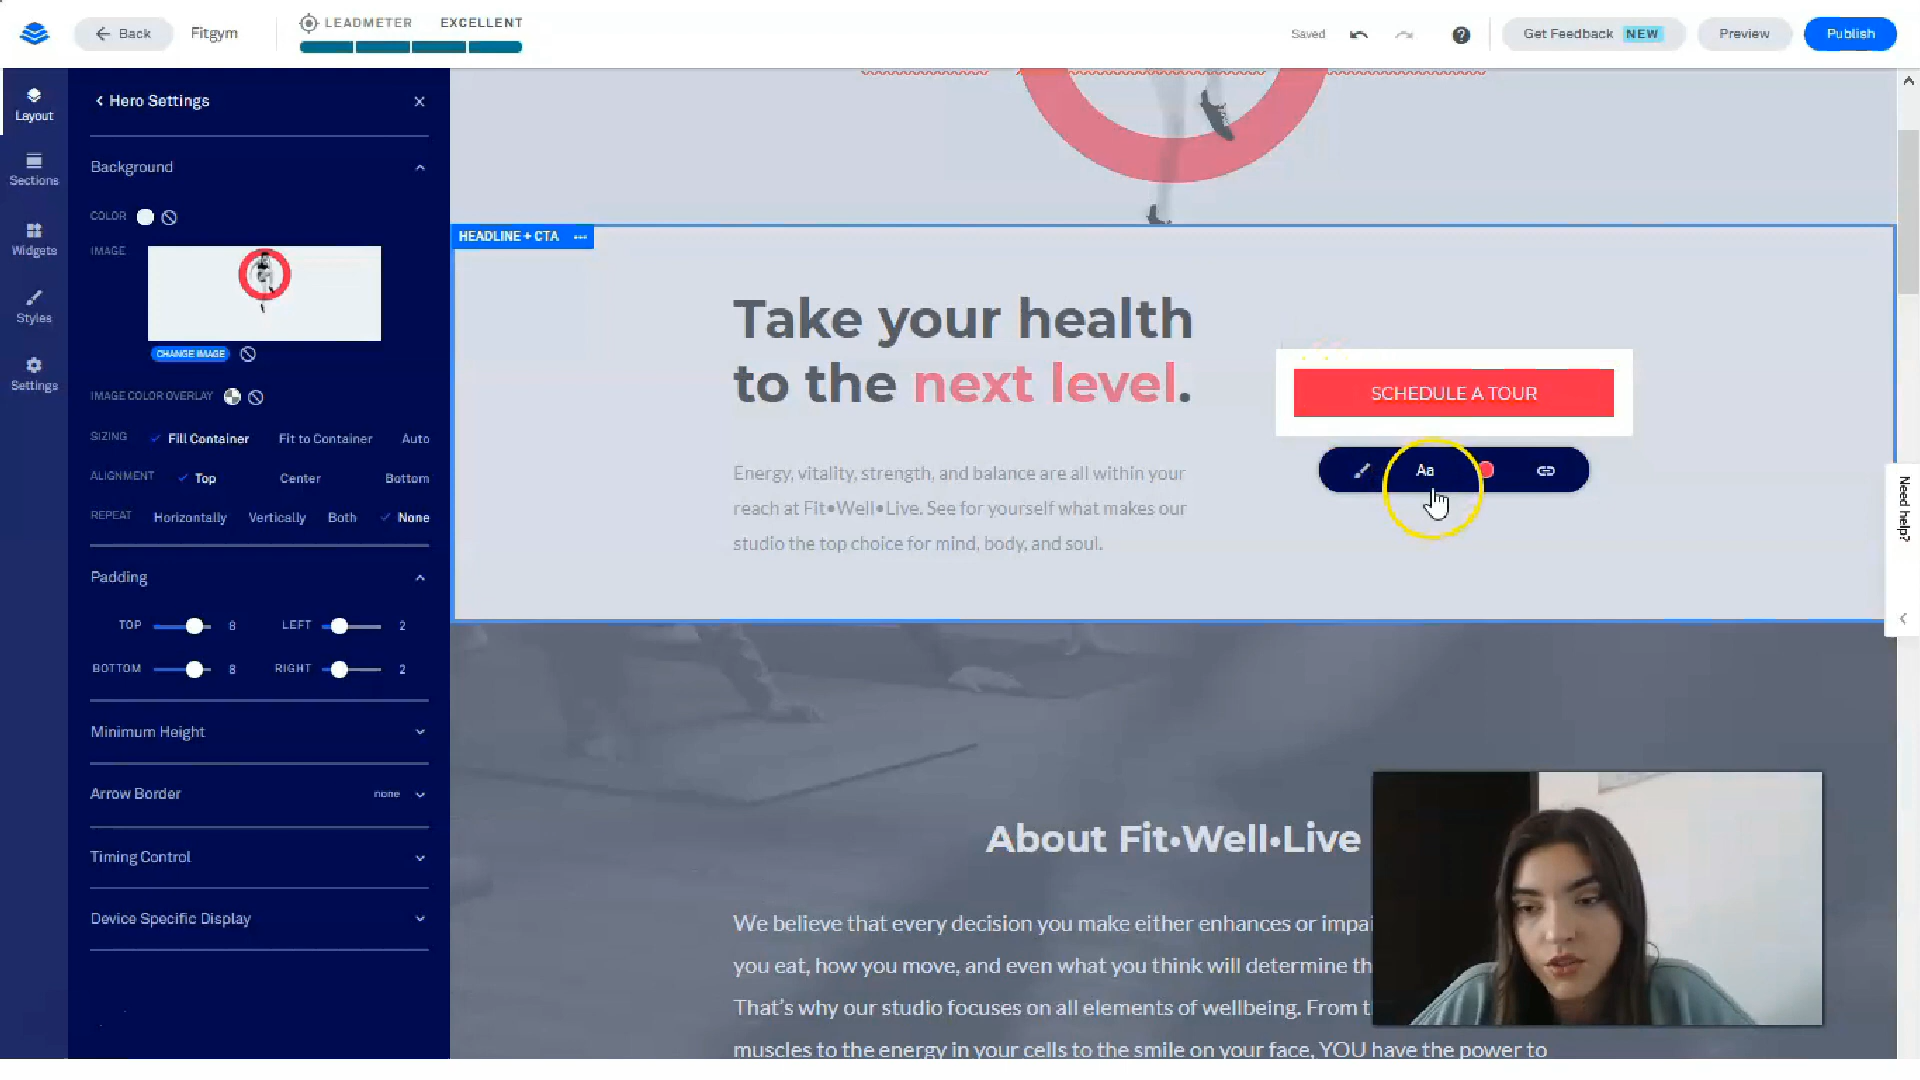 Back
Fitgym
LEADMETER EXCELLENT
Saved
Get Feedback NEW
Preview
Publish
Layout
Sections
Widgets
Styles
Settings
Hero Settings
Background
COLOR
IMAGE
CHANGE IMAGE
IMAGE COLOR OVERLAY
SIZING Fill Container Fit to Container Auto
ALIGNMENT Top Center Bottom
REPEAT Horizontally Vertically Both None
Padding
TOP 8 LEFT 2
BOTTOM 8 RIGHT 2
Minimum Height
Arrow Border none
Timing Control
Device Specific Display
HEADLINE + CTA
Take your health
to the next level.
Energy, vitality, strength, and balance are all within your
reach at Fit•Well•Live. See for yourself what makes our
studio the top choice for mind, body, and soul.
SCHEDULE A TOUR
Aa
Need help?
About Fit•Well•Live
We believe that every decision you make either enhances or impai
you eat, how you move, and even what you think will determine th
That's why our studio focuses on all elements of wellbeing. From t
muscles to the energy in your cells to the smile on your face, YOU have the power to